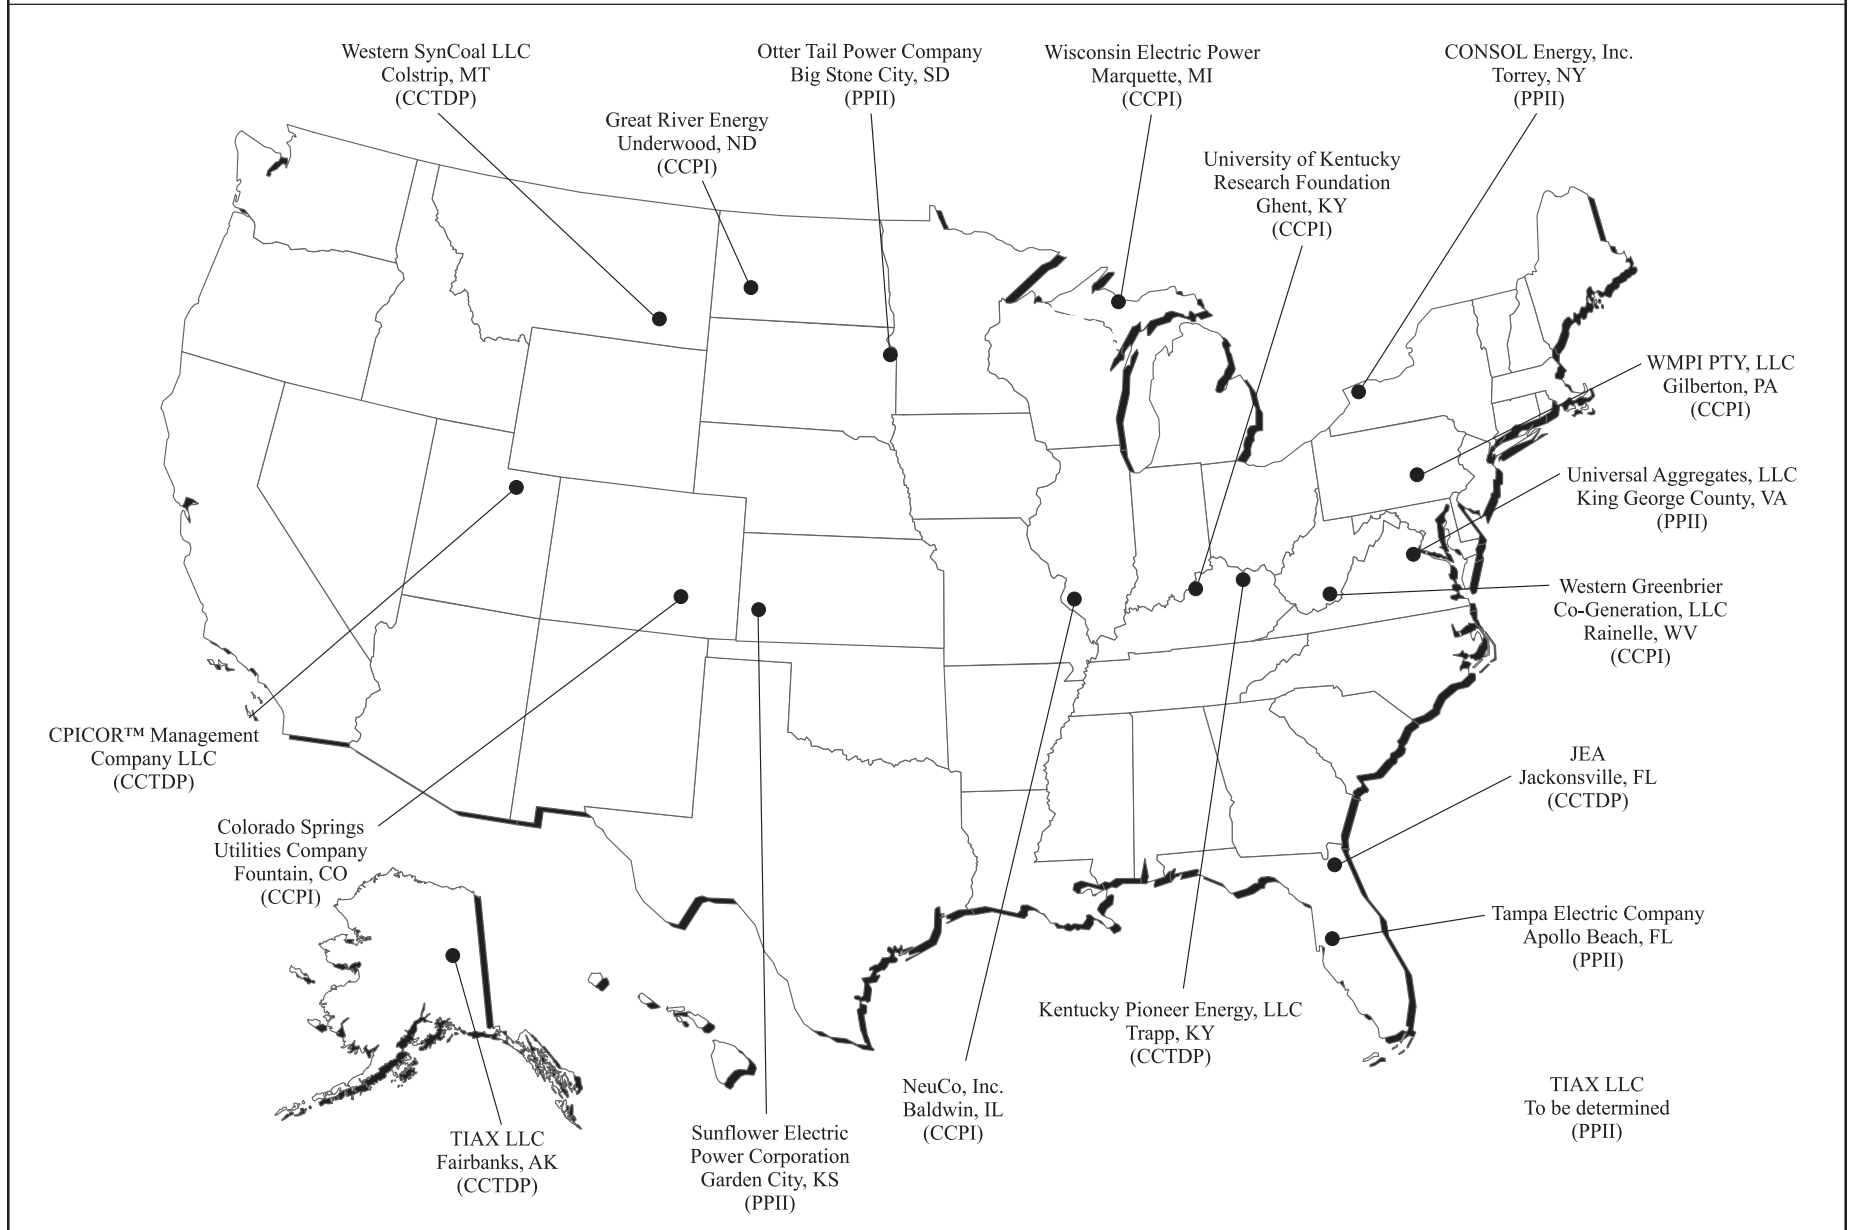 Western SynCoal LLC
Colstrip, MT
(CCTDP)
Great River Energy
Underwood, ND
(CCPI)
Otter Tail Power Company
Big Stone City, SD
(PPII)
Wisconsin Electric Power
Marquette, MI
(CCPI)
University of Kentucky
Research Foundation
Ghent, KY
(CCPI)
CONSOL Energy, Inc.
Torrey, NY
(PPII)
WMPI PTY, LLC
Gilberton, PA
(CCPI)
Universal Aggregates, LLC
King George County, VA
(PPII)
Western Greenbrier
Co-Generation, LLC
Rainelle, WV
(CCPI)
CPICOR™ Management
Company LLC
(CCTDP)
JEA
Jackonsville, FL
(CCTDP)
Colorado Springs
Utilities Company
Fountain, CO
(CCPI)
Tampa Electric Company
Apollo Beach, FL
(PPII)
Kentucky Pioneer Energy, LLC
Trapp, KY
(CCTDP)
NeuCo, Inc.
Baldwin, IL
(CCPI)
TIAX LLC
To be determined
(PPII)
TIAX LLC
Fairbanks, AK
(CCTDP)
Sunflower Electric
Power Corporation
Garden City, KS
(PPII)